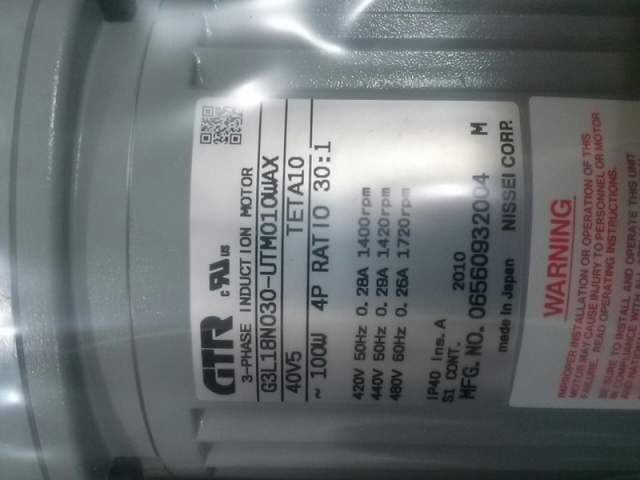 GTR
c RU us
3-PHASE INDUCTION MOTOR
G3L18N030-UTM010WAX
40V5 TETA10
~ 100W 4P RATIO 30:1
420V 50Hz 0.28A 1400rpm
440V 50Hz 0.29A 1420rpm
480V 60Hz 0.26A 1720rpm
IP40 Ins. A 2010
S1 CONT. made in Japan
MFG. NO. 06560932004 M
NISSEI CORP.
WARNING
IMPROPER INSTALLATION OR OPERATION OF THIS
MOTOR MAY CAUSE INJURY TO PERSONNEL OR MOTOR
FAILURE. READ OPERATING INSTRUCTIONS.
BE SURE TO INSTALL AND OPERATE THIS UNIT